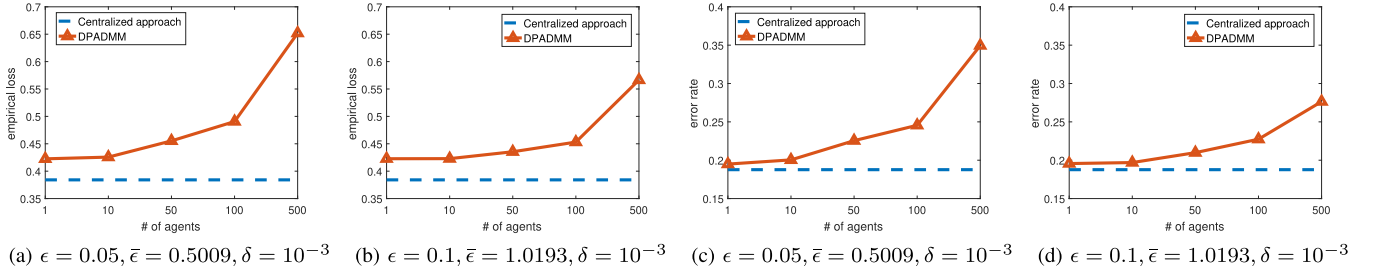 0.7
0.65
0.6
0.55
0.5
0.45
0.4
0.35
empirical loss
Centralized approach
DPADMM
1 10 50 100 500
# of agents
(a) ϵ = 0.05, ϵ̄ = 0.5009, δ = 10⁻³
0.7
0.65
0.6
0.55
0.5
0.45
0.4
0.35
empirical loss
Centralized approach
DPADMM
1 10 50 100 500
# of agents
(b) ϵ = 0.1, ϵ̄ = 1.0193, δ = 10⁻³
0.4
0.35
0.3
0.25
0.2
0.15
error rate
Centralized approach
DPADMM
1 10 50 100 500
# of agents
(c) ϵ = 0.05, ϵ̄ = 0.5009, δ = 10⁻³
0.4
0.35
0.3
0.25
0.2
0.15
error rate
Centralized approach
DPADMM
1 10 50 100 500
# of agents
(d) ϵ = 0.1, ϵ̄ = 1.0193, δ = 10⁻³